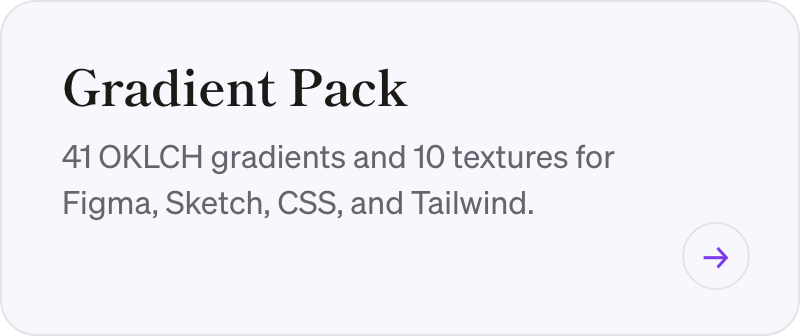 Gradient Pack
41 OKLCH gradients and 10 textures for
Figma, Sketch, CSS, and Tailwind.